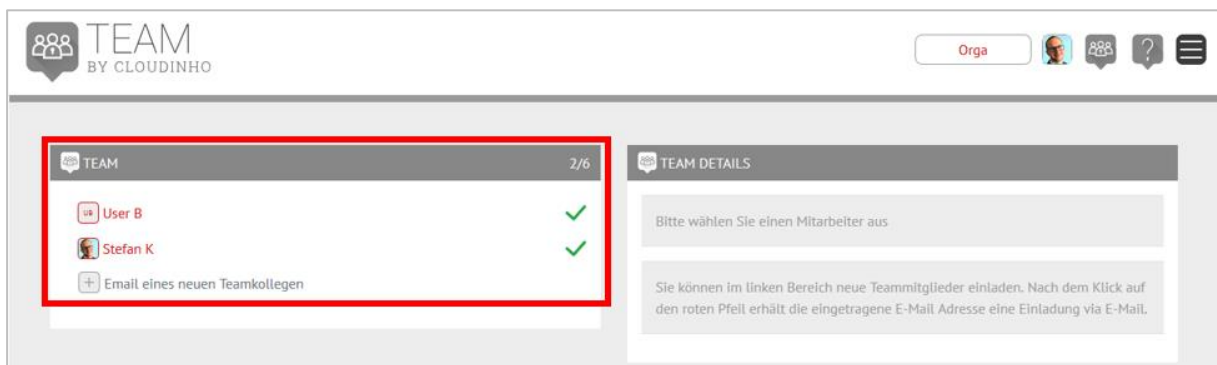 TEAM
BY CLOUDINHO
Orga
?
TEAM 2/6
UB User B
Stefan K
+ Email eines neuen Teamkollegen
TEAM DETAILS
Bitte wählen Sie einen Mitarbeiter aus
Sie können im linken Bereich neue Teammitglieder einladen. Nach dem Klick auf
den roten Pfeil erhält die eingetragene E-Mail Adresse eine Einladung via E-Mail.